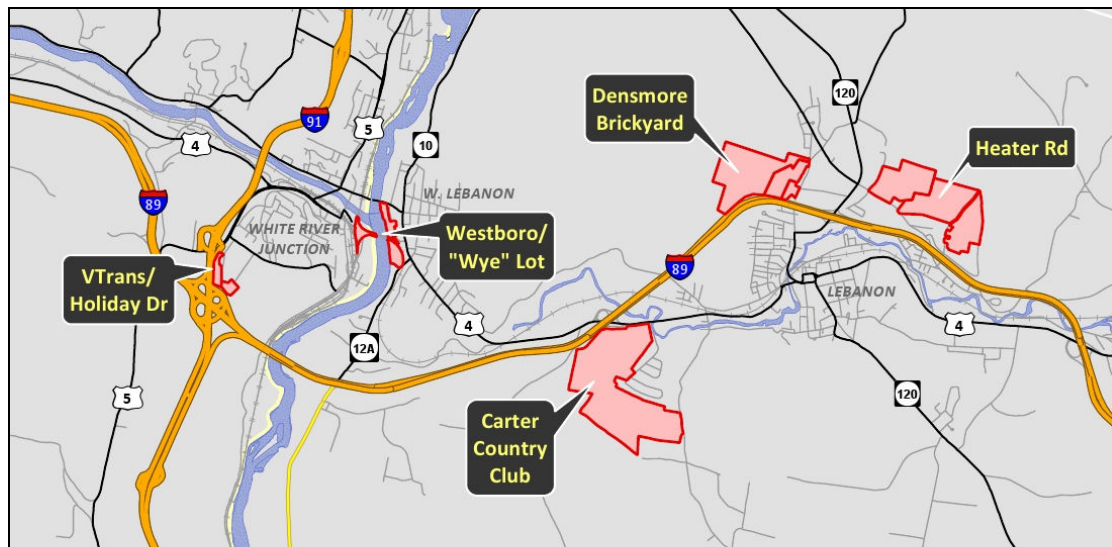 120
Densmore
Brickyard
91
5
4
10
Heater Rd
89
W. LEBANON
WHITE RIVER
JUNCTION
Westboro/
"Wye" Lot
VTrans/
Holiday Dr
89
LEBANON
4
4
12A
5
120
Carter
Country
Club